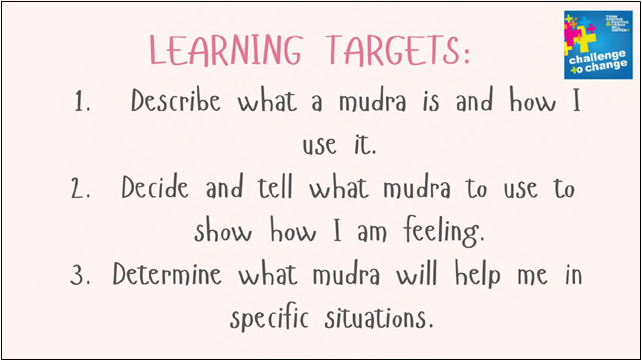 LEARNING TARGETS:
challenge
to change
1. Describe what a mudra is and how I
use it.
2. Decide and tell what mudra to use to
show how I am feeling.
3. Determine what mudra will help me in
specific situations.